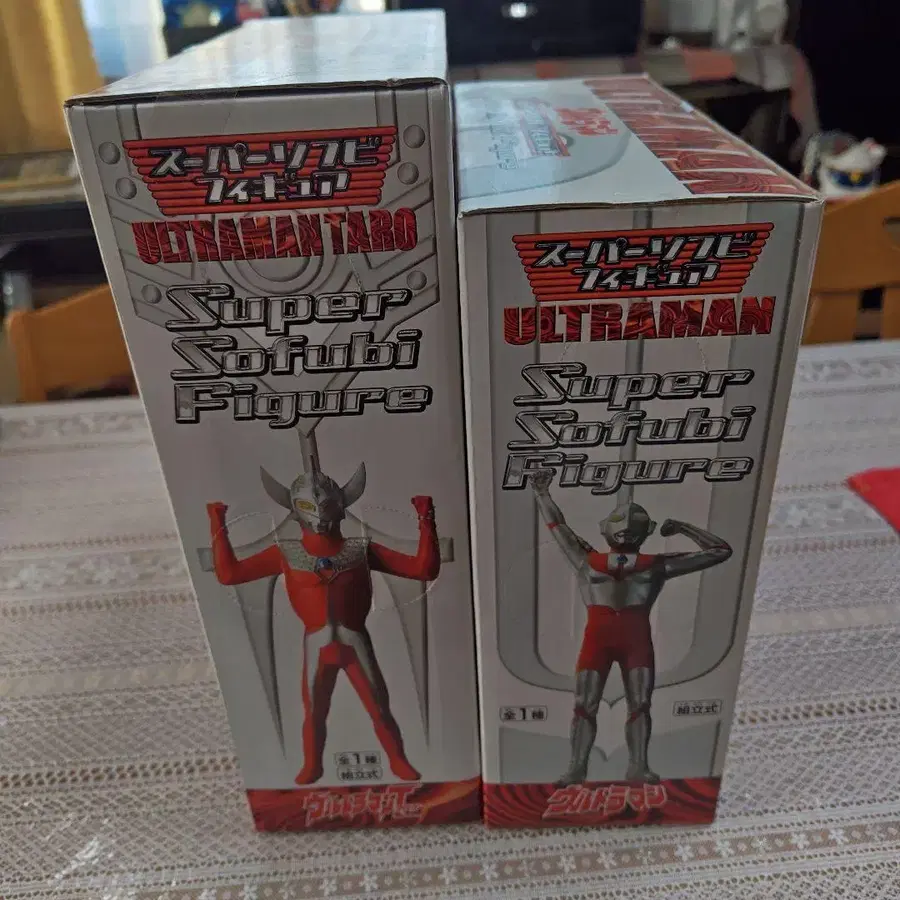 スーパーソフビ
フィギュア
ULTRAMAN TARO
Super
Sofubi
Figure
全1種
組立式
ウルトラマンT
スーパーソフビ
フィギュア
ULTRAMAN
Super
Sofubi
Figure
全1種
組立式
ウルトラマン